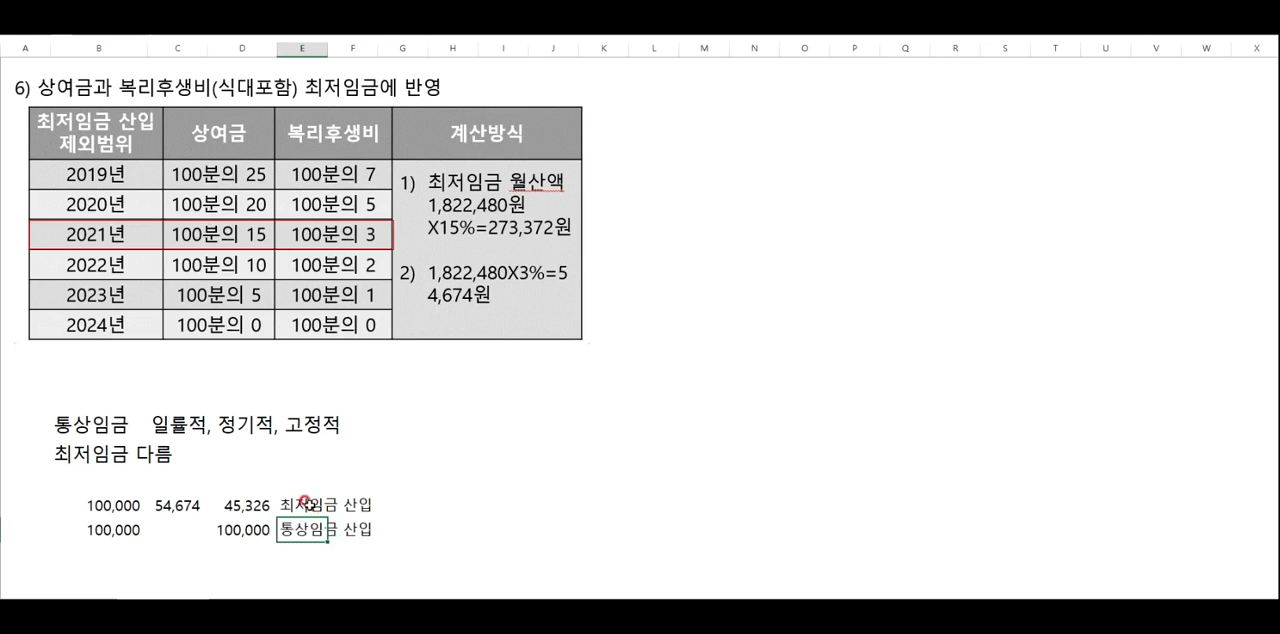 A B C D E F G H I J K L M N O P Q R S T U V W X
6) 상여금과 복리후생비(식대포함) 최저임금에 반영
최저임금 산입 제외범위 상여금 복리후생비 계산방식
2019년 100분의 25 100분의 7
2020년 100분의 20 100분의 5
2021년 100분의 15 100분의 3
2022년 100분의 10 100분의 2
2023년 100분의 5 100분의 1
2024년 100분의 0 100분의 0
1) 최저임금 월산액
1,822,480원
X15%=273,372원
2) 1,822,480X3%=5
4,674원
통상임금 일률적, 정기적, 고정적
최저임금 다름
100,000 54,674 45,326 최저임금 산입
100,000 100,000 통상임금 산입